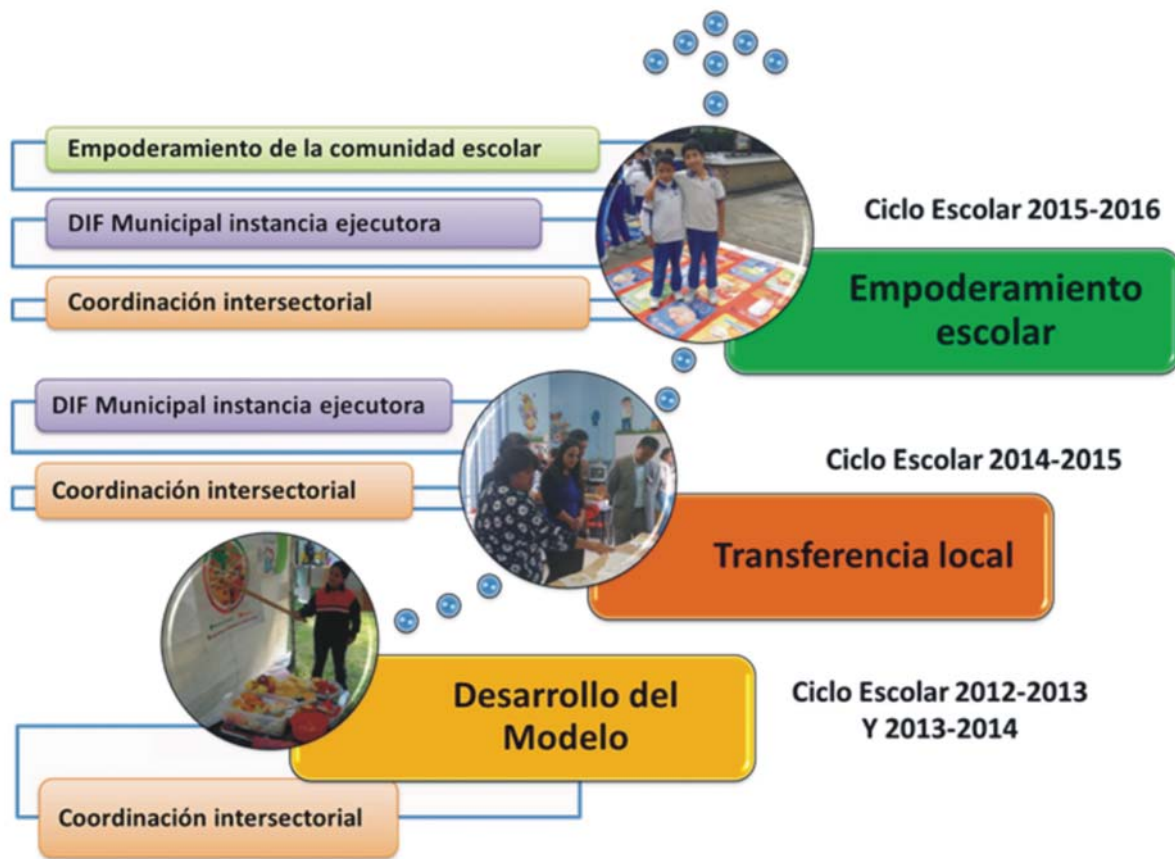 Empoderamiento de la comunidad escolar
DIF Municipal instancia ejecutora
Coordinación intersectorial
Ciclo Escolar 2015-2016
Empoderamiento
escolar
DIF Municipal instancia ejecutora
Coordinación intersectorial
Ciclo Escolar 2014-2015
Transferencia local
Desarrollo del
Modelo
Ciclo Escolar 2012-2013
Y 2013-2014
Coordinación intersectorial